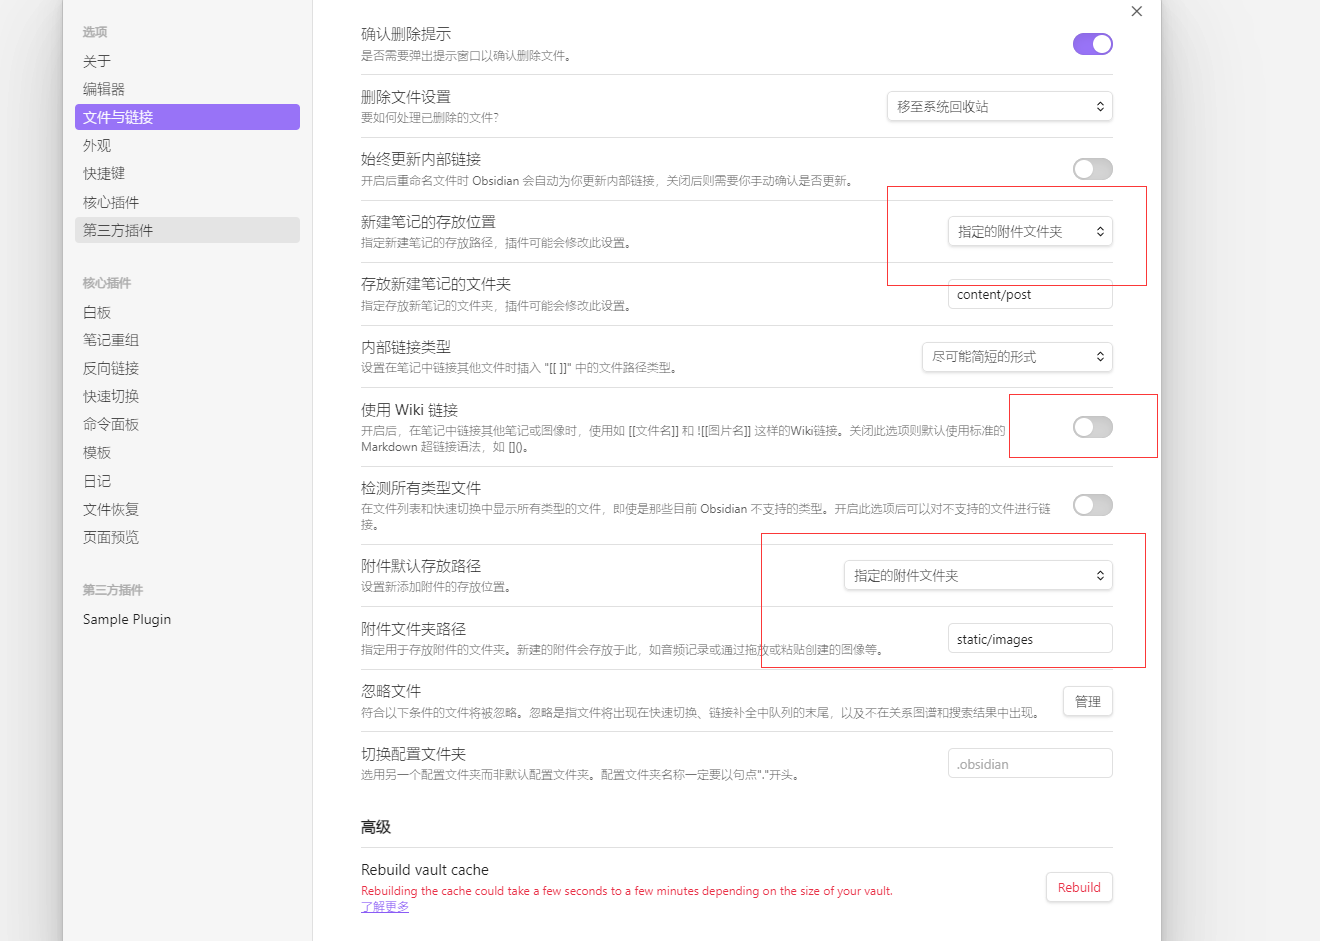 选项
关于
编辑器
文件与链接
外观
快捷键
核心插件
第三方插件
核心插件
白板
笔记重组
反向链接
快速切换
命令面板
模板
日记
文件恢复
页面预览
第三方插件
Sample Plugin
确认删除提示
是否需要弹出提示窗口以确认删除文件。
删除文件设置
要如何处理已删除的文件?
移至系统回收站
始终更新内部链接
开启后重命名文件时 Obsidian 会自动为你更新内部链接，关闭后则需要你手动确认是否更新。
新建笔记的存放位置
指定新建笔记的存放路径，插件可能会修改此设置。
指定的附件文件夹
存放新建笔记的文件夹
指定存放新笔记的文件夹，插件可能会修改此设置。
content/post
内部链接类型
设置在笔记中链接其他文件时插入 "[[ ]]" 中的文件路径类型。
尽可能简短的形式
使用 Wiki 链接
开启后，在笔记中链接其他笔记或图像时，使用如 [[文件名]] 和 ![[图片名]] 这样的Wiki链接。关闭此选项则默认使用标准的
Markdown 超链接语法，如 []()。
检测所有类型文件
在文件列表和快速切换中显示所有类型的文件，即使是那些目前 Obsidian 不支持的类型。开启此选项后可以对不支持的文件进行链
接。
附件默认存放路径
设置新添加附件的存放位置。
指定的附件文件夹
附件文件夹路径
指定用于存放附件的文件夹。新建的附件会存放于此，如音频记录或通过拖放或粘贴创建的图像等。
static/images
忽略文件
符合以下条件的文件将被忽略。忽略是指文件将出现在快速切换、链接补全中队列的末尾，以及不在关系图谱和搜索结果中出现。
管理
切换配置文件夹
选用另一个配置文件夹而非默认配置文件夹。配置文件夹名称一定要以句点"."开头。
.obsidian
高级
Rebuild vault cache
Rebuilding the cache could take a few seconds to a few minutes depending on the size of your vault.
了解更多
Rebuild